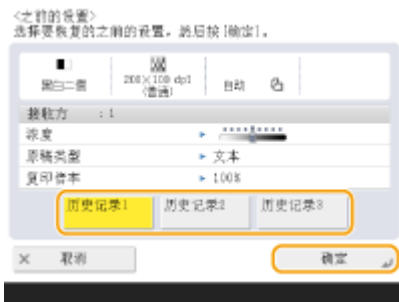 <之前的设置>
选择要恢复的之前的设置，然后按[确定]。
黑白二值
200×100 dpi
(普通)
自动
接收方 : 1
浓度
原稿类型 ▶ 文本
复印倍率 ▶ 100%
历史记录1 历史记录2 历史记录3
× 取消 确定